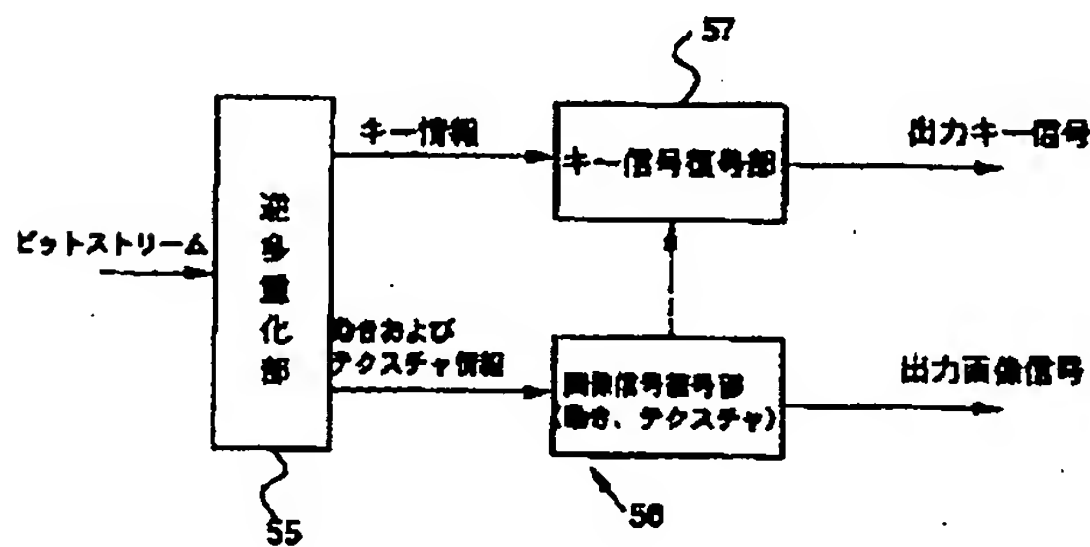 57
キー情報
キー信号復号部
出力キー信号
ビットストリーム
逆多重化部
動きおよび
テクスチャ情報
画像信号復号部
(動き、テクスチャ)
出力画像信号
55
56